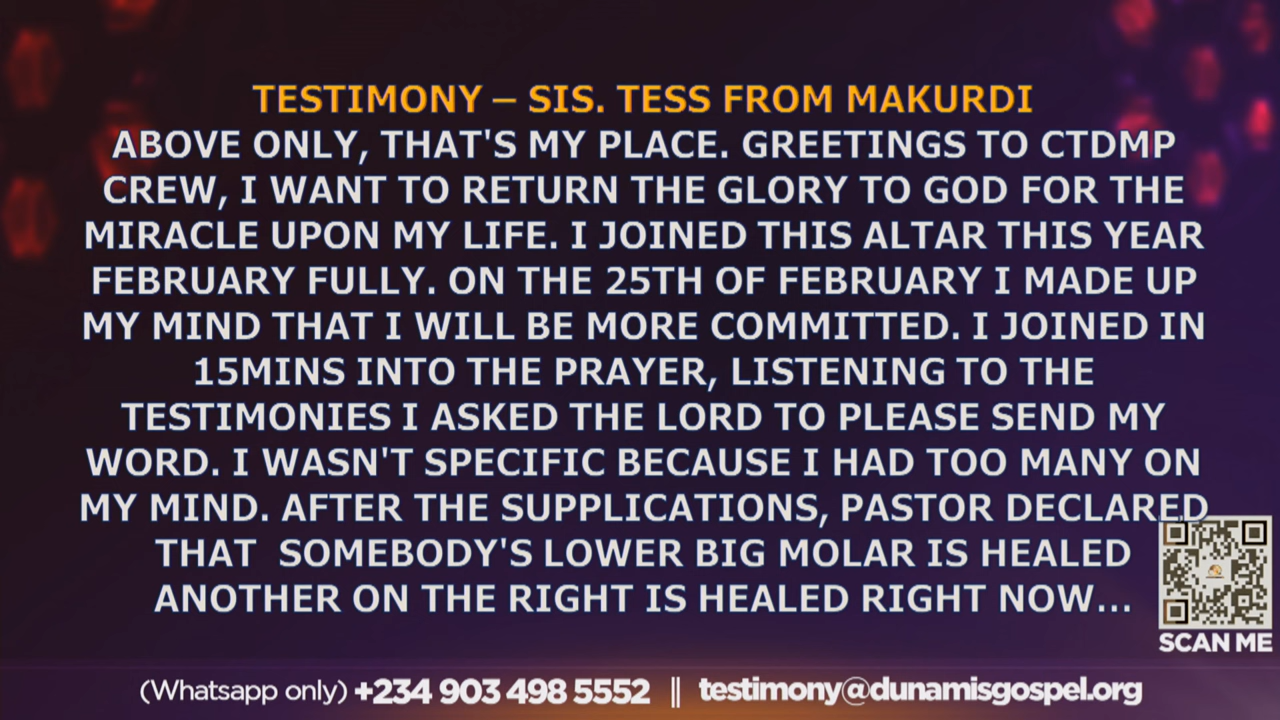 TESTIMONY – SIS. TESS FROM MAKURDI
ABOVE ONLY, THAT'S MY PLACE. GREETINGS TO CTDMP
CREW, I WANT TO RETURN THE GLORY TO GOD FOR THE
MIRACLE UPON MY LIFE. I JOINED THIS ALTAR THIS YEAR
FEBRUARY FULLY. ON THE 25TH OF FEBRUARY I MADE UP
MY MIND THAT I WILL BE MORE COMMITTED. I JOINED IN
15MINS INTO THE PRAYER, LISTENING TO THE
TESTIMONIES I ASKED THE LORD TO PLEASE SEND MY
WORD. I WASN'T SPECIFIC BECAUSE I HAD TOO MANY ON
MY MIND. AFTER THE SUPPLICATIONS, PASTOR DECLARED
THAT  SOMEBODY'S LOWER BIG MOLAR IS HEALED
ANOTHER ON THE RIGHT IS HEALED RIGHT NOW...
SCAN ME
(Whatsapp only) +234 903 498 5552 || testimony@dunamisgospel.org